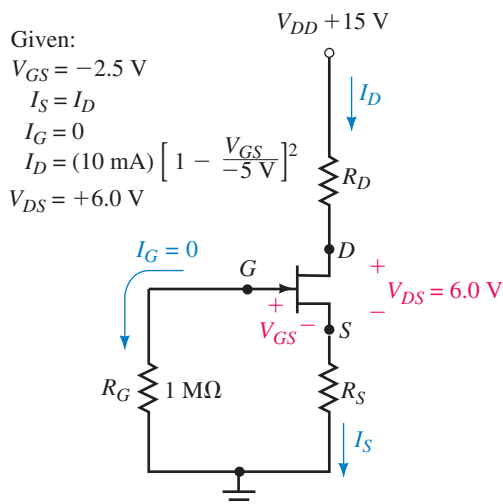 V_DD +15 V
Given:
V_GS = −2.5 V
I_S = I_D
I_G = 0
I_D = (10 mA) [1 − V_GS/−5 V]²
V_DS = +6.0 V
I_D
R_D
D
I_G = 0
G
+
V_DS = 6.0 V
−
+
V_GS −
S
R_G 1 MΩ
R_S
I_S